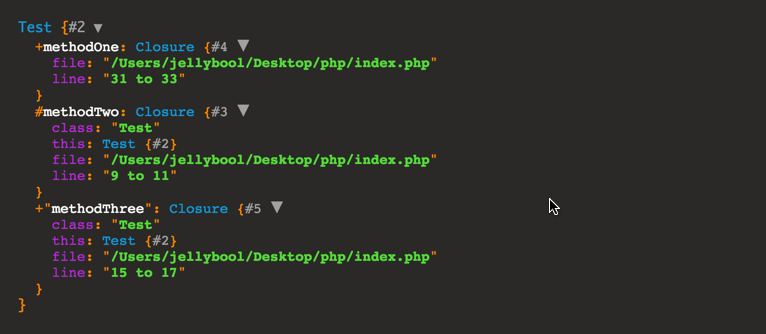 Test {#2 ▼
+methodOne: Closure {#4 ▼
file: "/Users/jellybool/Desktop/php/index.php"
line: "31 to 33"
}
#methodTwo: Closure {#3 ▼
class: "Test"
this: Test {#2}
file: "/Users/jellybool/Desktop/php/index.php"
line: "9 to 11"
}
+"methodThree": Closure {#5 ▼
class: "Test"
this: Test {#2}
file: "/Users/jellybool/Desktop/php/index.php"
line: "15 to 17"
}
}